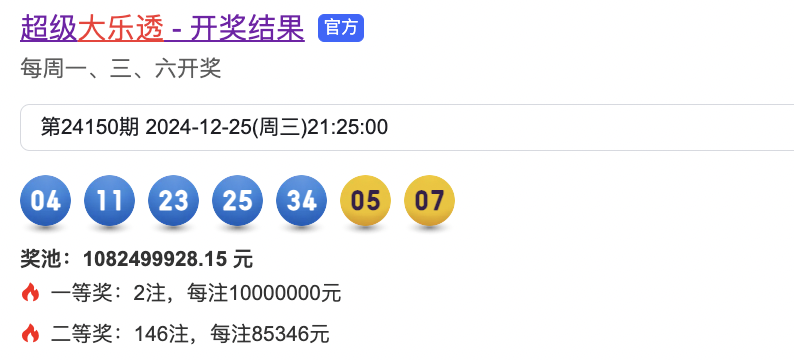 超级大乐透 - 开奖结果 官方
每周一、三、六开奖
第24150期 2024-12-25(周三)21:25:00
04 11 23 25 34 05 07
奖池：1082499928.15 元
一等奖：2注，每注10000000元
二等奖：146注，每注85346元